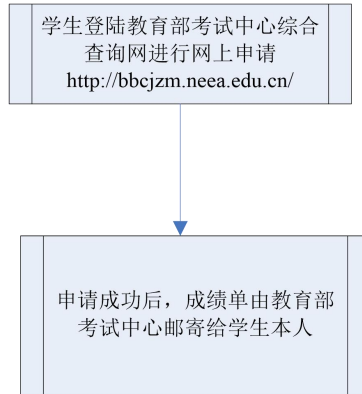 学生登陆教育部考试中心综合
查询网进行网上申请
http://bbcjzm.neea.edu.cn/
申请成功后，成绩单由教育部
考试中心邮寄给学生本人